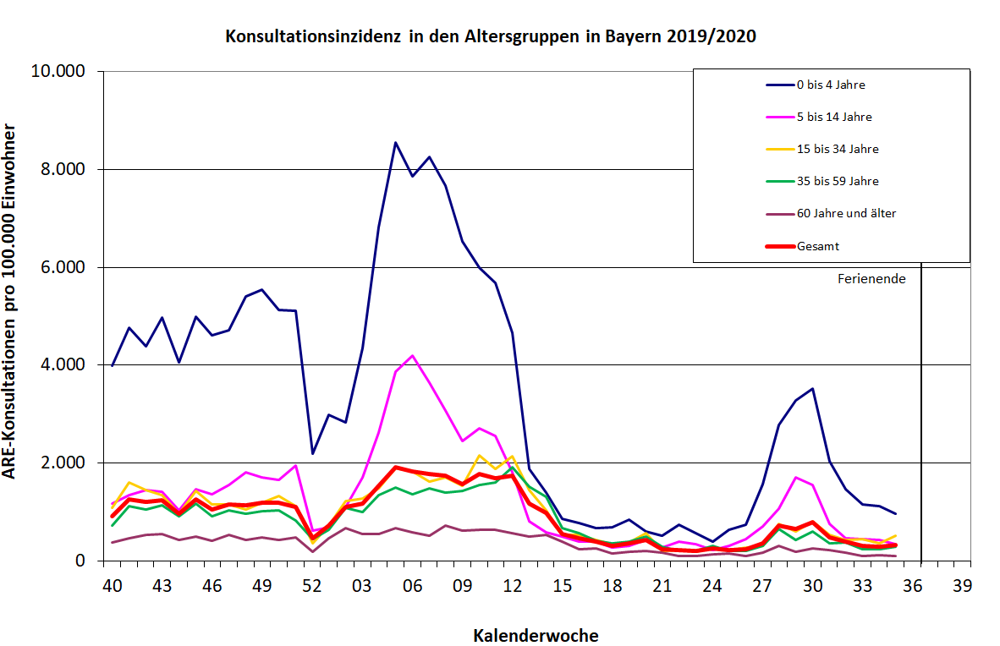 Konsultationsinzidenz in den Altersgruppen in Bayern 2019/2020
ARE-Konsultationen pro 100.000 Einwohner
10.000
8.000
6.000
4.000
2.000
0
0 bis 4 Jahre
5 bis 14 Jahre
15 bis 34 Jahre
35 bis 59 Jahre
60 Jahre und älter
Gesamt
Ferienende
40 43 46 49 52 03 06 09 12 15 18 21 24 27 30 33 36 39
Kalenderwoche